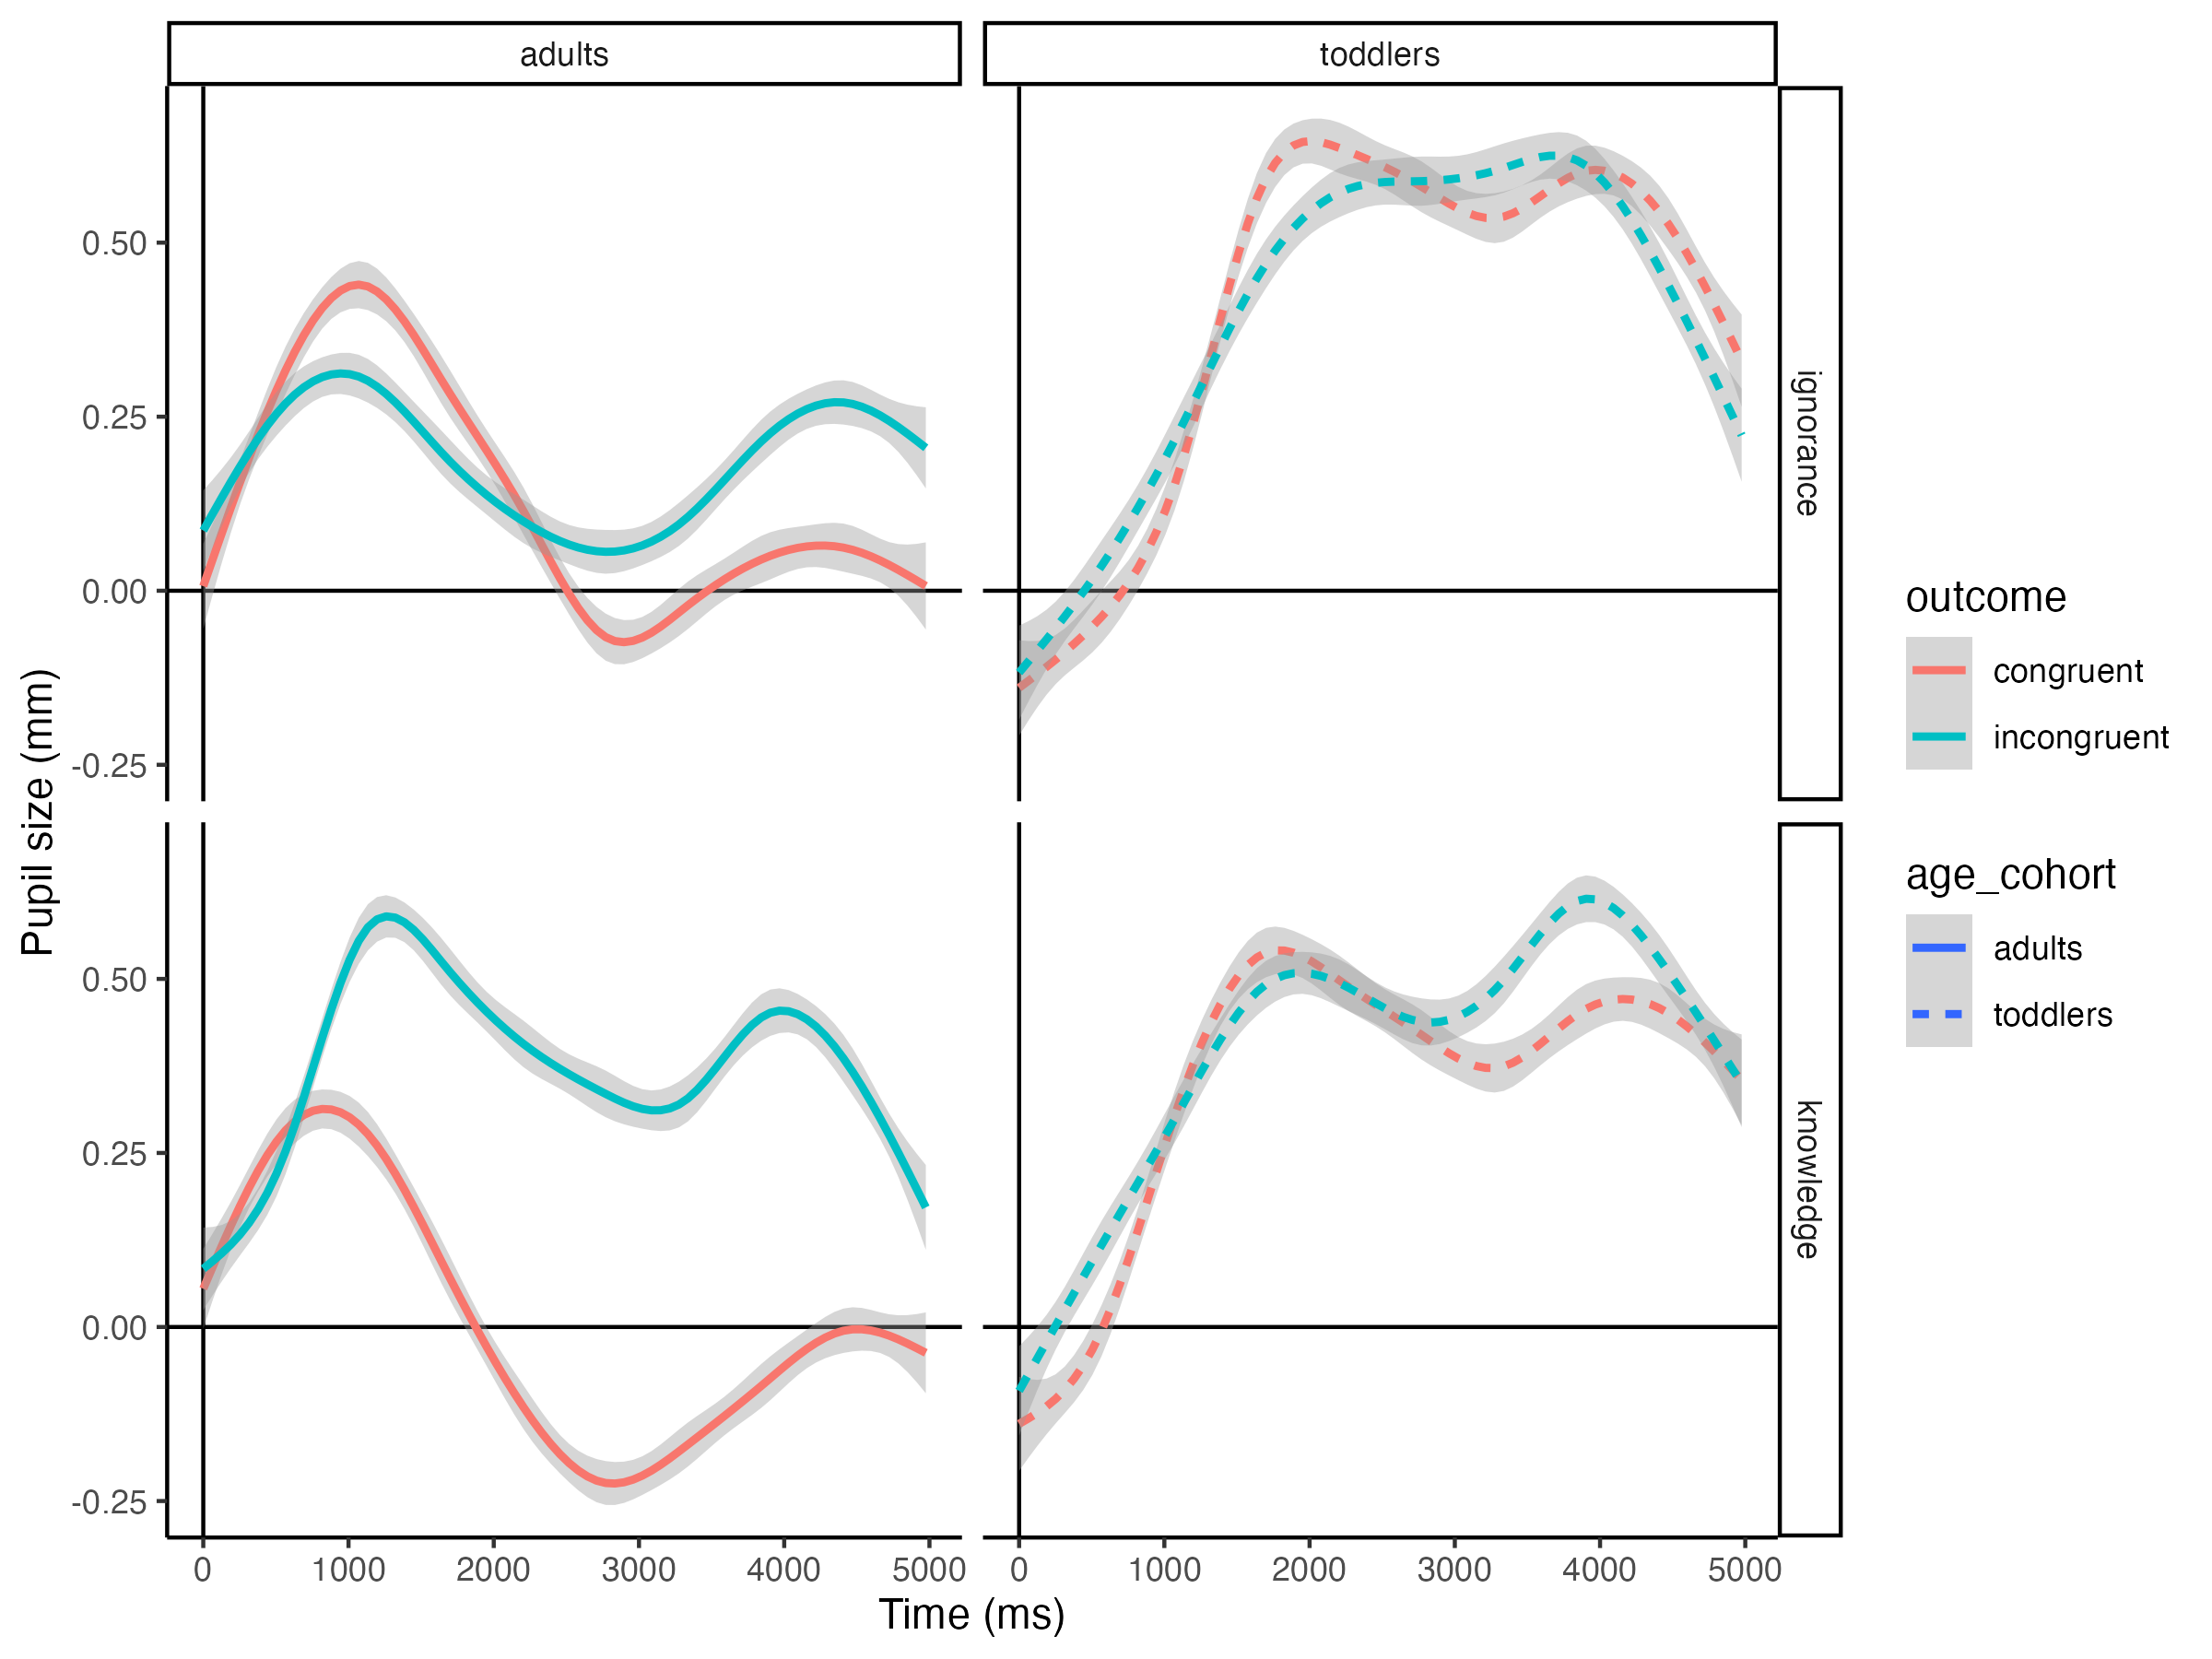 adults
toddlers
ignorance
knowledge
Pupil size (mm)
0.50
0.25
0.00
-0.25
0.50
0.25
0.00
-0.25
0 1000 2000 3000 4000 5000
0 1000 2000 3000 4000 5000
Time (ms)
outcome
congruent
incongruent
age_cohort
adults
toddlers